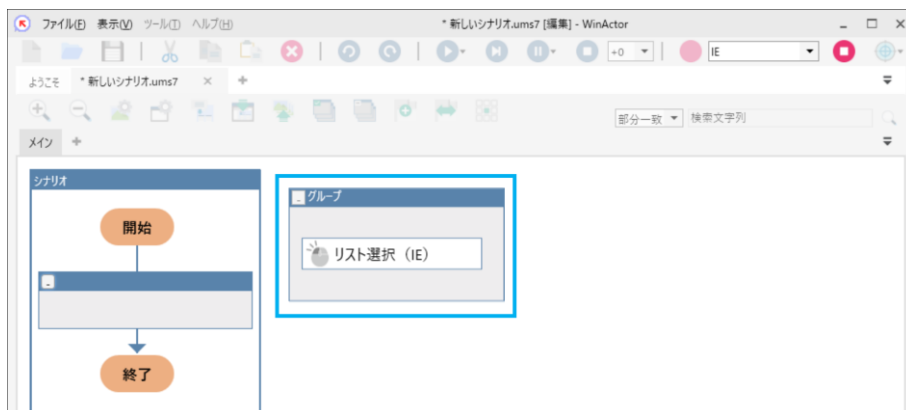 ファイル(F) 表示(V) ツール(T) ヘルプ(H) * 新しいシナリオ.ums7 [編集] - WinActor
+0 IE
ようこそ * 新しいシナリオ.ums7 × +
部分一致 検索文字列
メイン +
シナリオ
グループ
開始
リスト選択（IE）
終了